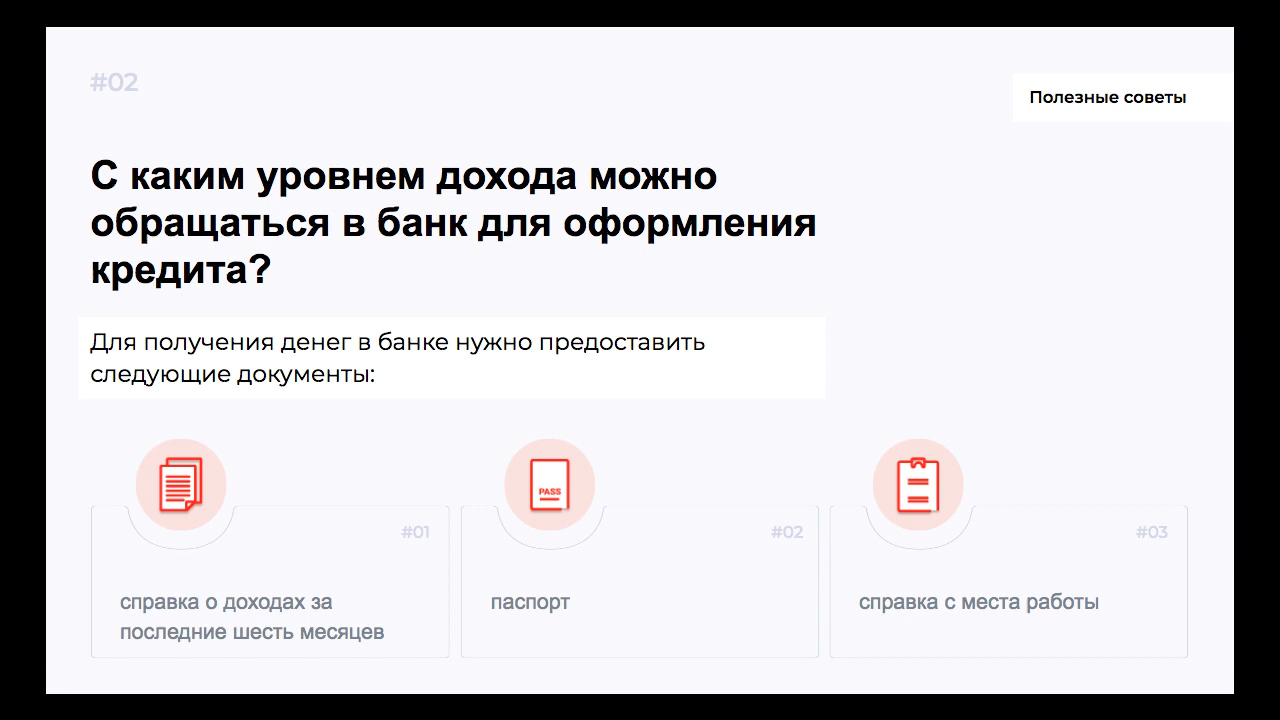 #02
Полезные советы
С каким уровнем дохода можно
обращаться в банк для оформления
кредита?
Для получения денег в банке нужно предоставить
следующие документы:
PASS
#01
#02
#03
справка о доходах за
последние шесть месяцев
паспорт
справка с места работы